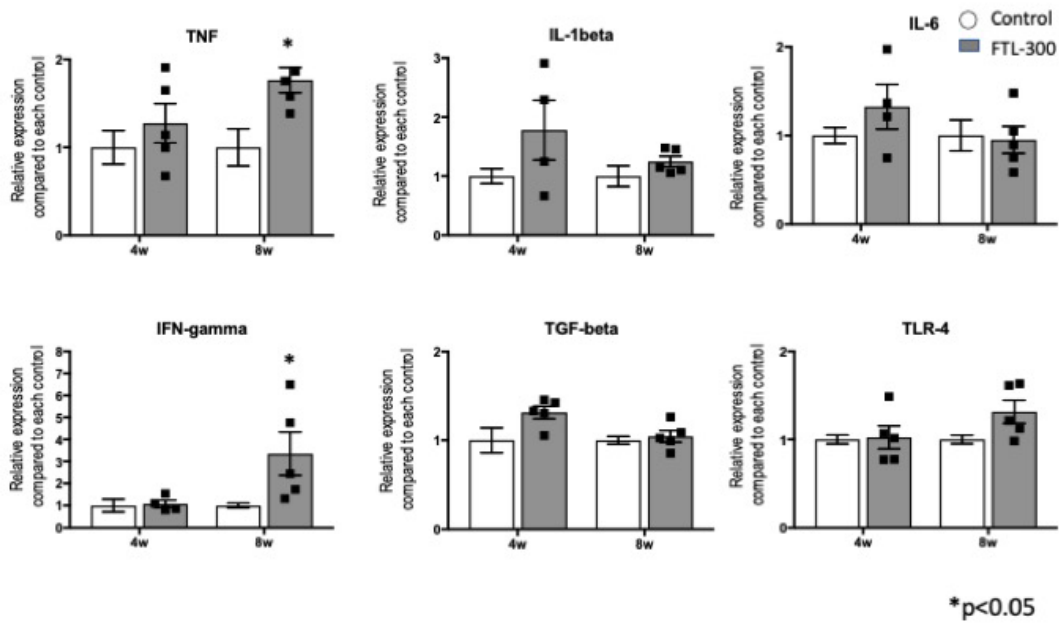 TNF
Relative expression
compared to each control
2
*
1
0
4w
8w
IL-1beta
Relative expression
compared to each control
3
2
1
0
4w
8w
IL-6
Control
FTL-300
Relative expression
compared to each control
2
1
0
4w
8w
IFN-gamma
Relative expression
compared to each control
8
7
6
5
4
3
2
1
0
*
4w
8w
TGF-beta
Relative expression
compared to each control
2
1
0
4w
8w
TLR-4
Relative expression
compared to each control
2
1
0
4w
8w
*p<0.05